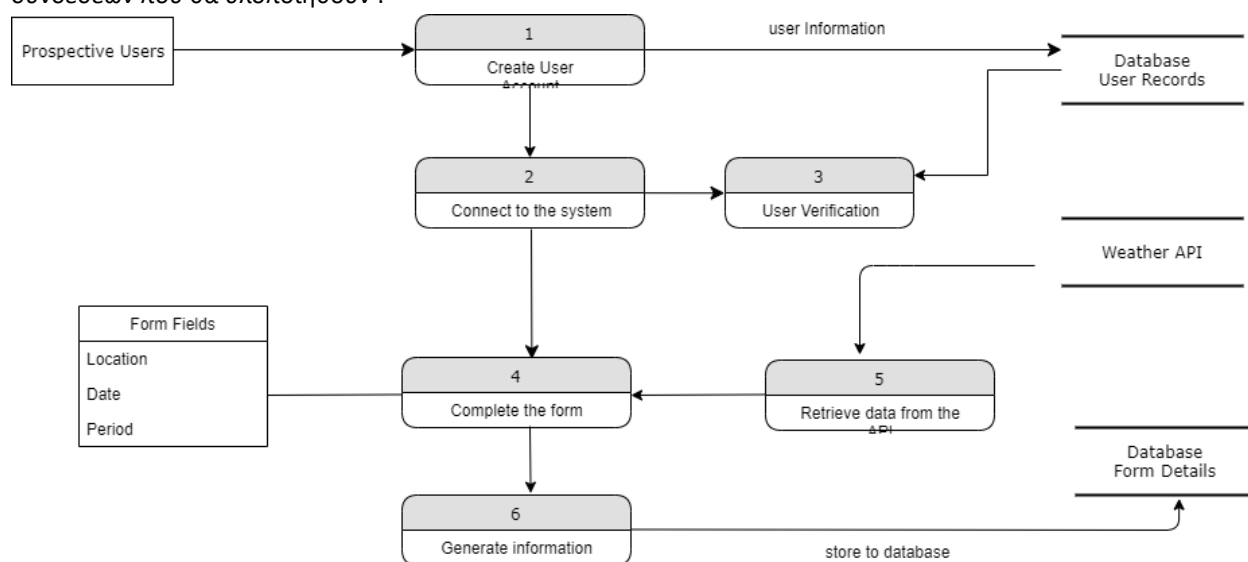 1
user Information
Prospective Users
Create User
Database
User Records
2
3
Connect to the system
User Verification
Weather API
Form Fields
Location
Date
Period
4
5
Complete the form
Retrieve data from the
API
Database
Form Details
6
Generate information
store to database